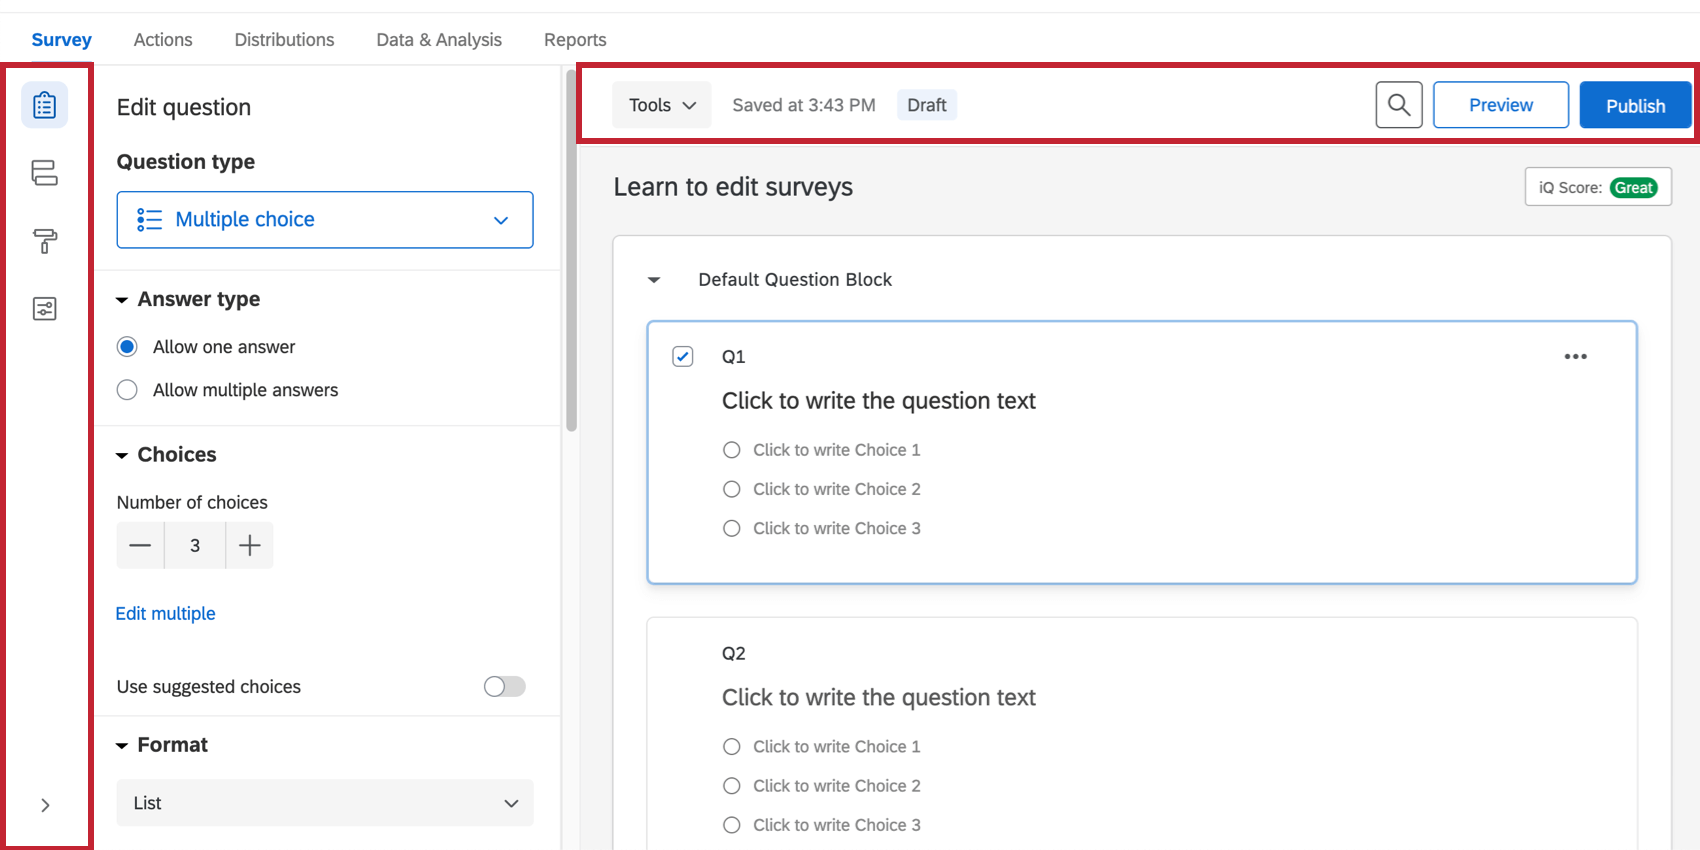 Survey
Actions
Distributions
Data & Analysis
Reports
Edit question
Question type
Multiple choice
Answer type
Allow one answer
Allow multiple answers
Choices
Number of choices
3
Edit multiple
Use suggested choices
Format
List
Tools
Saved at 3:43 PM
Draft
Preview
Publish
Learn to edit surveys
iQ Score: Great
Default Question Block
Q1
Click to write the question text
Click to write Choice 1
Click to write Choice 2
Click to write Choice 3
Q2
Click to write the question text
Click to write Choice 1
Click to write Choice 2
Click to write Choice 3